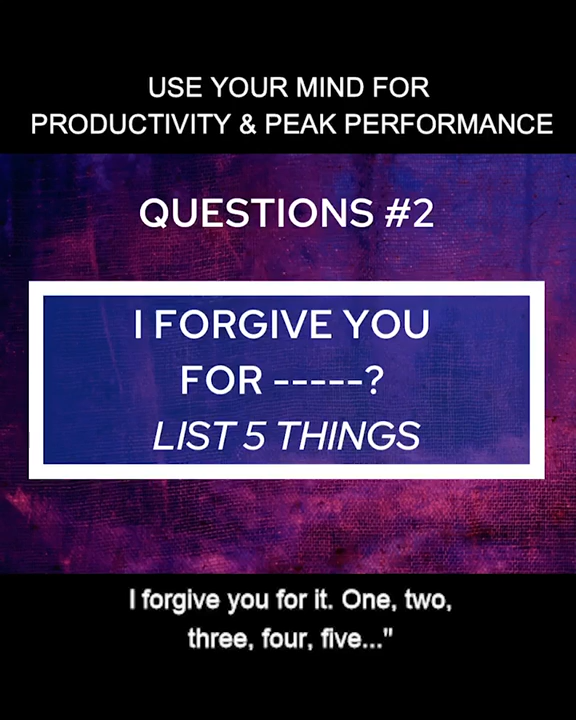 USE YOUR MIND FOR
PRODUCTIVITY & PEAK PERFORMANCE
QUESTIONS #2
I FORGIVE YOU
FOR -----?
LIST 5 THINGS
I forgive you for it. One, two,
three, four, five..."